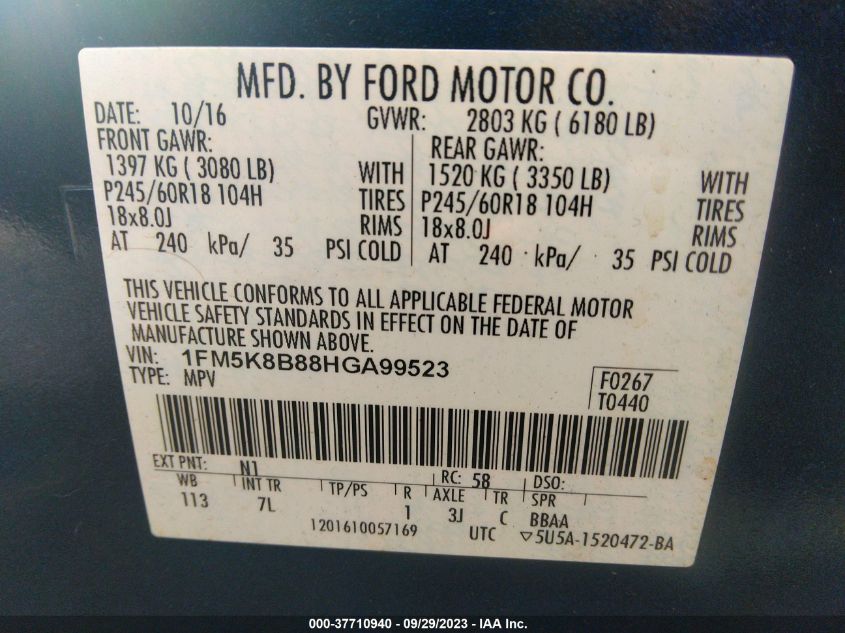 MFD. BY FORD MOTOR CO.
DATE: 10/16 GVWR: 2803 KG ( 6180 LB)
FRONT GAWR: REAR GAWR:
1397 KG ( 3080 LB) WITH 1520 KG ( 3350 LB) WITH
P245/60R18 104H TIRES P245/60R18 104H TIRES
18x8.0J RIMS 18x8.0J RIMS
AT 240 kPa/ 35 PSI COLD AT 240 kPa/ 35 PSI COLD
THIS VEHICLE CONFORMS TO ALL APPLICABLE FEDERAL MOTOR
VEHICLE SAFETY STANDARDS IN EFFECT ON THE DATE OF
MANUFACTURE SHOWN ABOVE.
VIN: 1FM5K8B88HGA99523
TYPE: MPV F0267
T0440
EXT PNT: N1 RC: 58 DSO:
WB INT TR TP/PS R AXLE TR SPR
113 7L 1 3J C BBAA
1201610057169 UTC ▽5U5A-1520472-BA
000-37710940 - 09/29/2023 - IAA Inc.